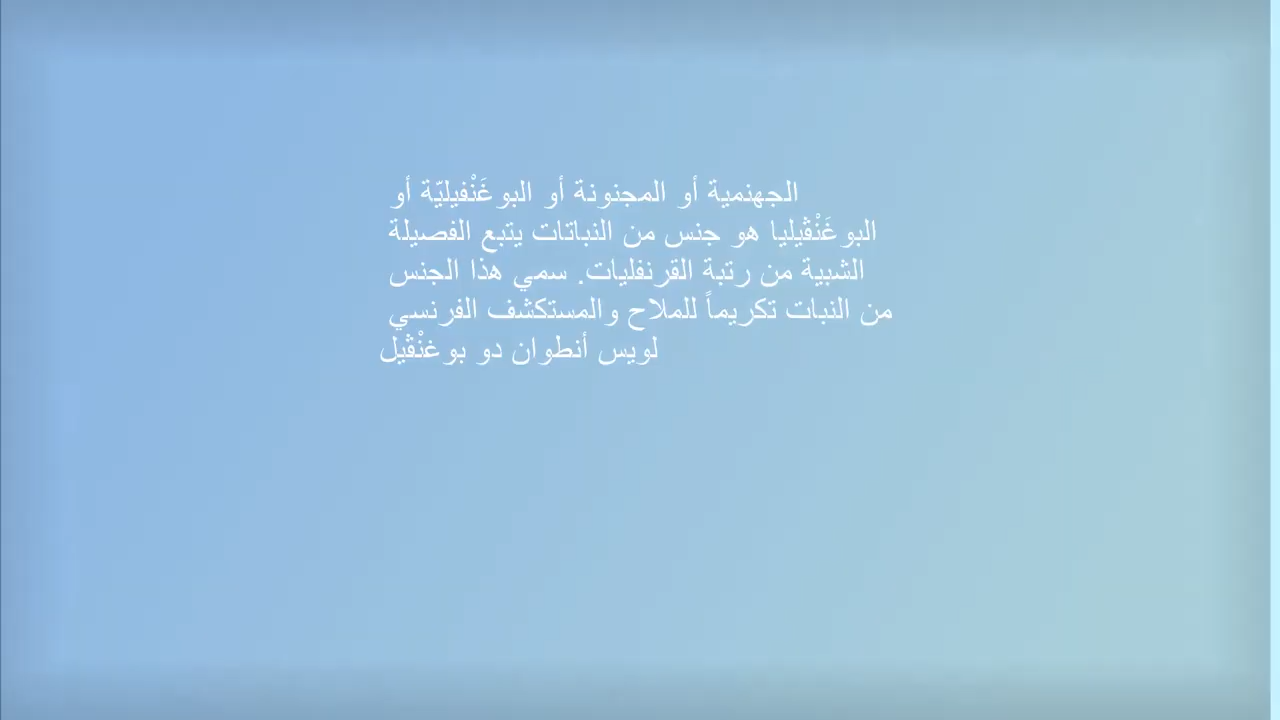 الجهنمية أو المجنونة أو البوغَنْفيليّة أو
البوغَنْڤيليا هو جنس من النباتات يتبع الفصيلة
الشبية من رتبة القرنفليات. سمي هذا الجنس
من النبات تكريماً للملاح والمستكشف الفرنسي
لويس أنطوان دو بوغنْڤيل